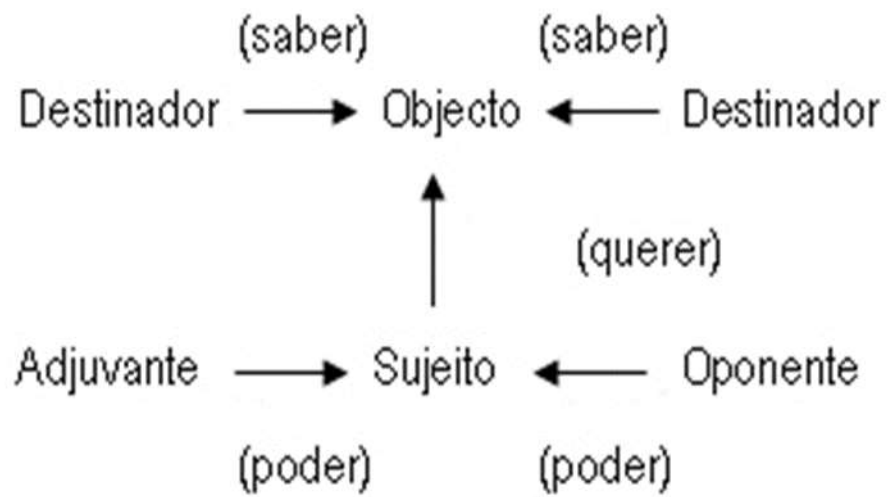 (saber) (saber)
Destinador Objecto Destinador
(querer)
Adjuvante Sujeito Oponente
(poder) (poder)